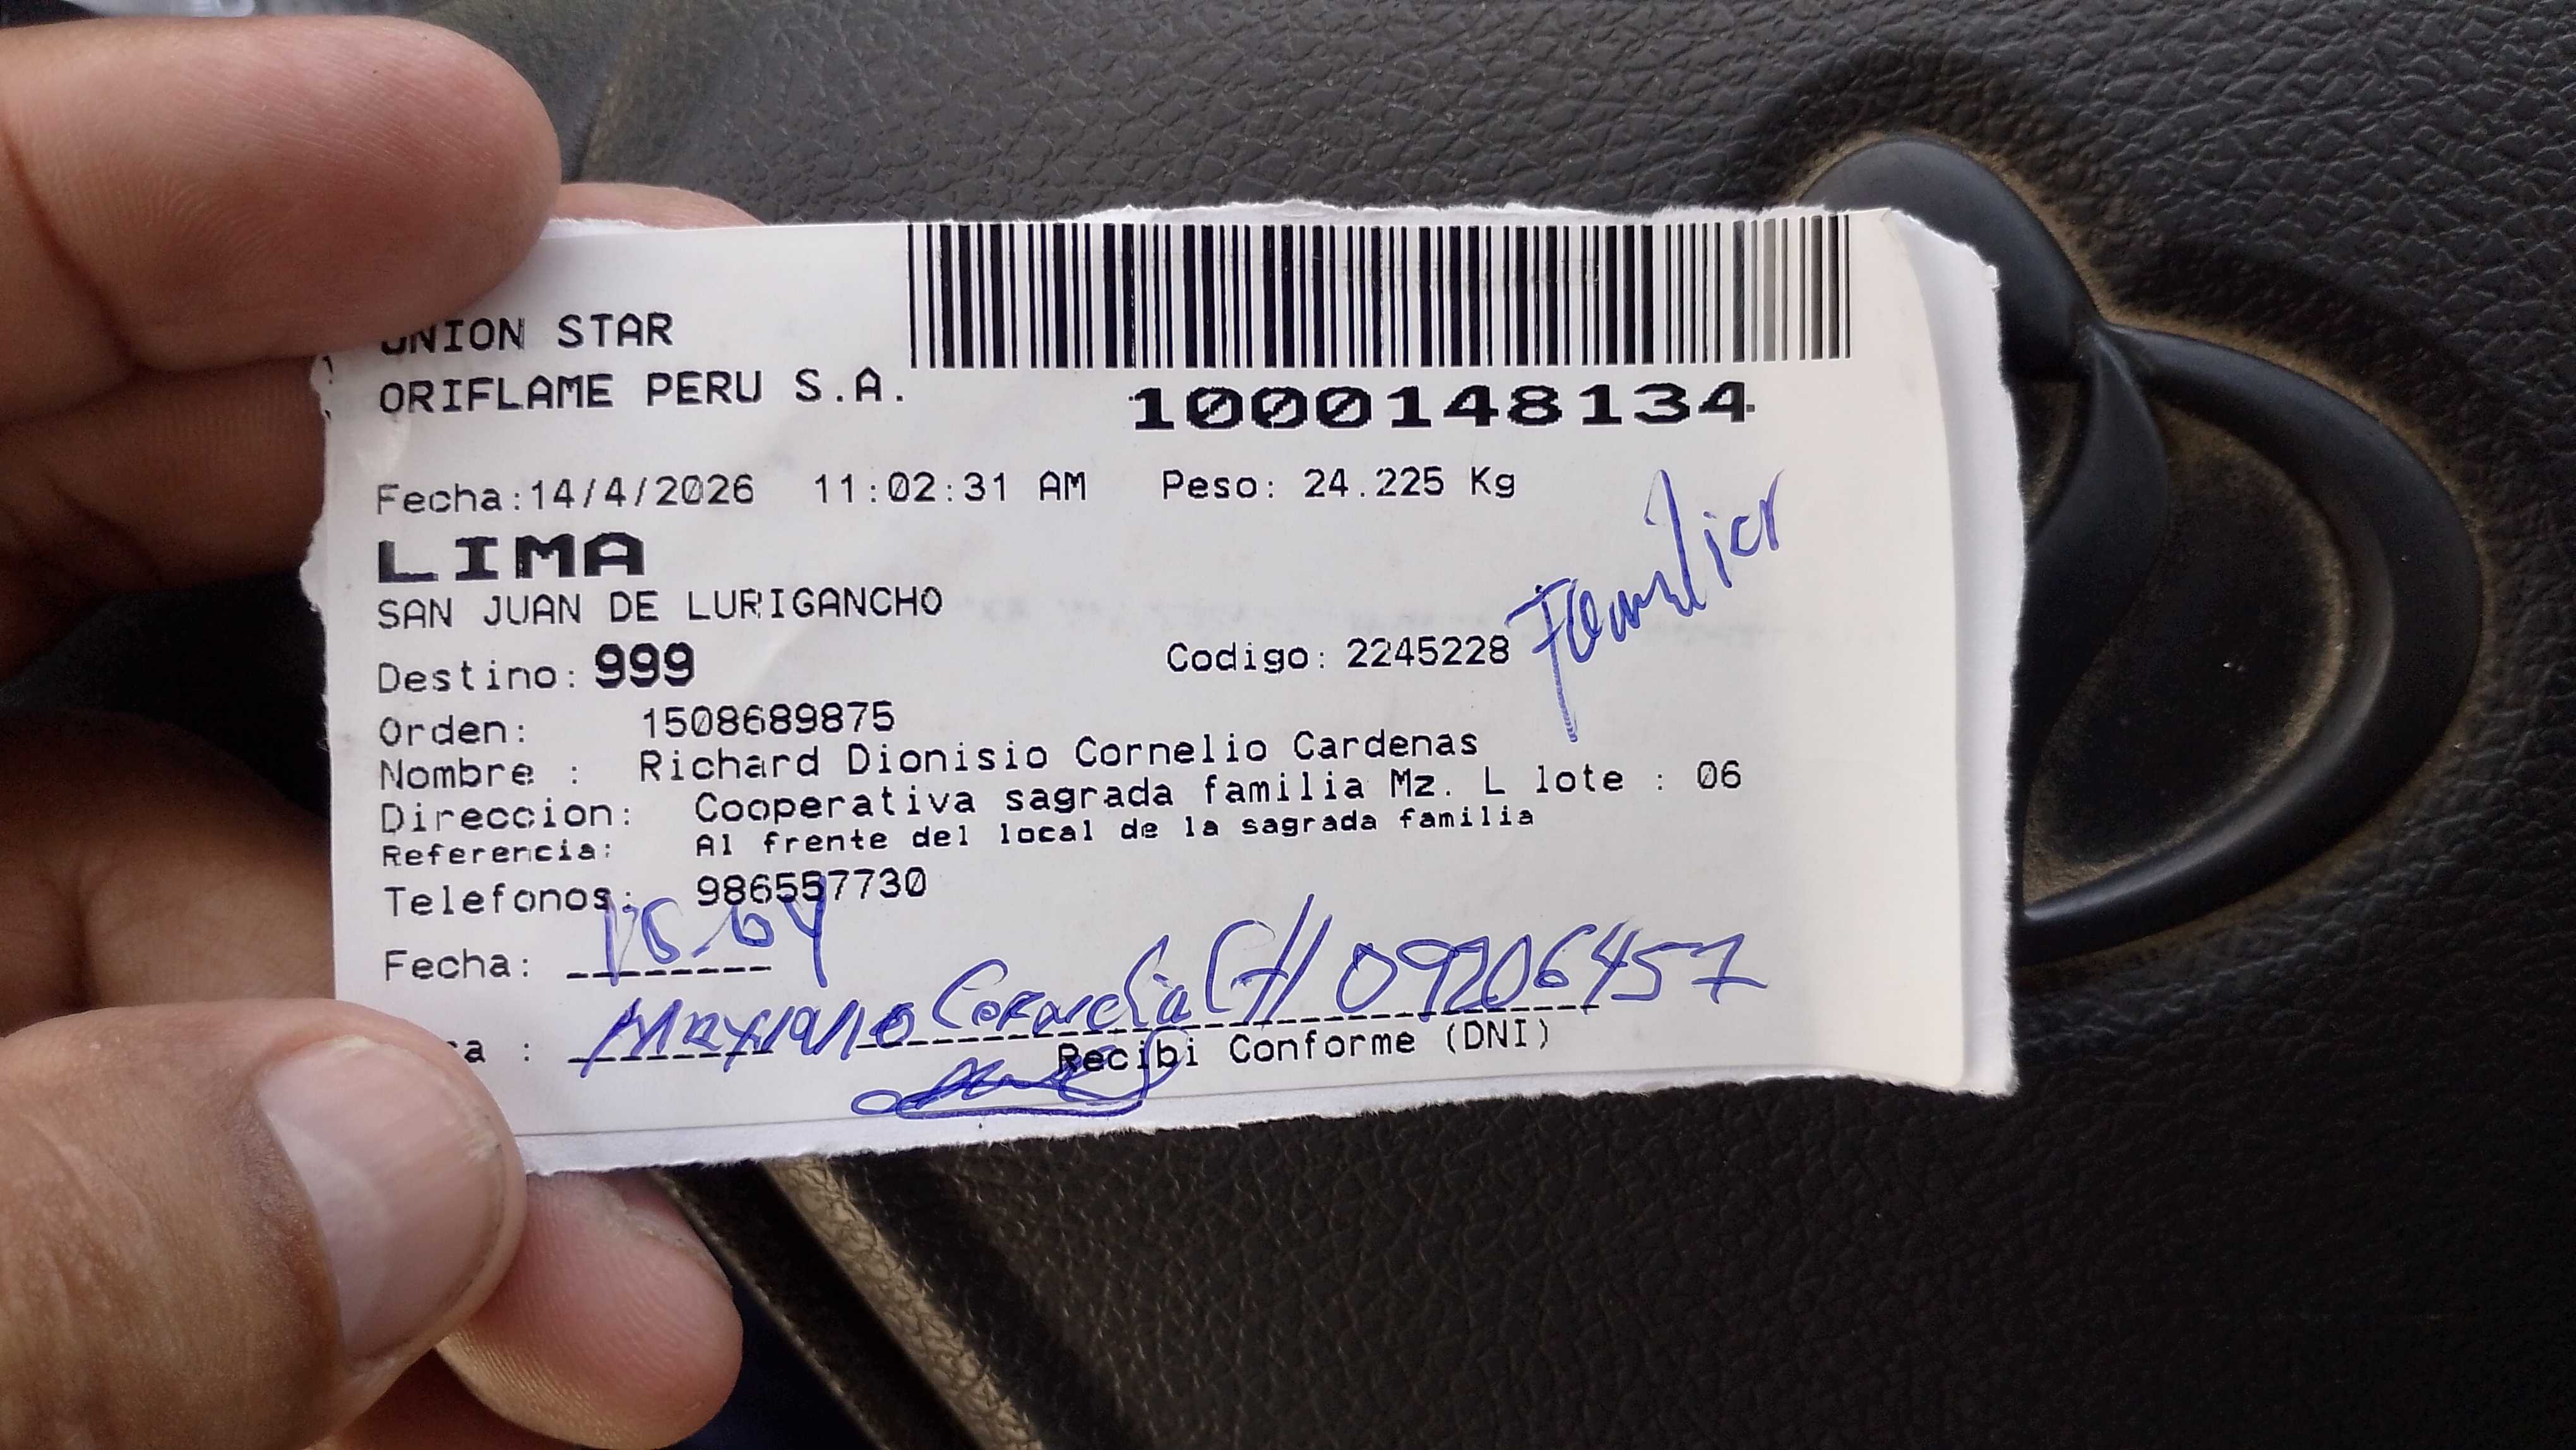 UNION STAR
ORIFLAME PERU S.A.
1000148134
Fecha:14/4/2026 11:02:31 AM Peso: 24.225 Kg
LIMA
SAN JUAN DE LURIGANCHO
Familiar
Destino: 999 Codigo: 2245228
Orden: 1508689875
Nombre : Richard Dionisio Cornelio Cardenas
Direccion: Cooperativa sagrada familia Mz. L lote : 06
Referencia: Al frente del local de la sagrada familia
Telefonos: 986557730
Fecha: 15-04
a : 09206457
Recibi Conforme (DNI)